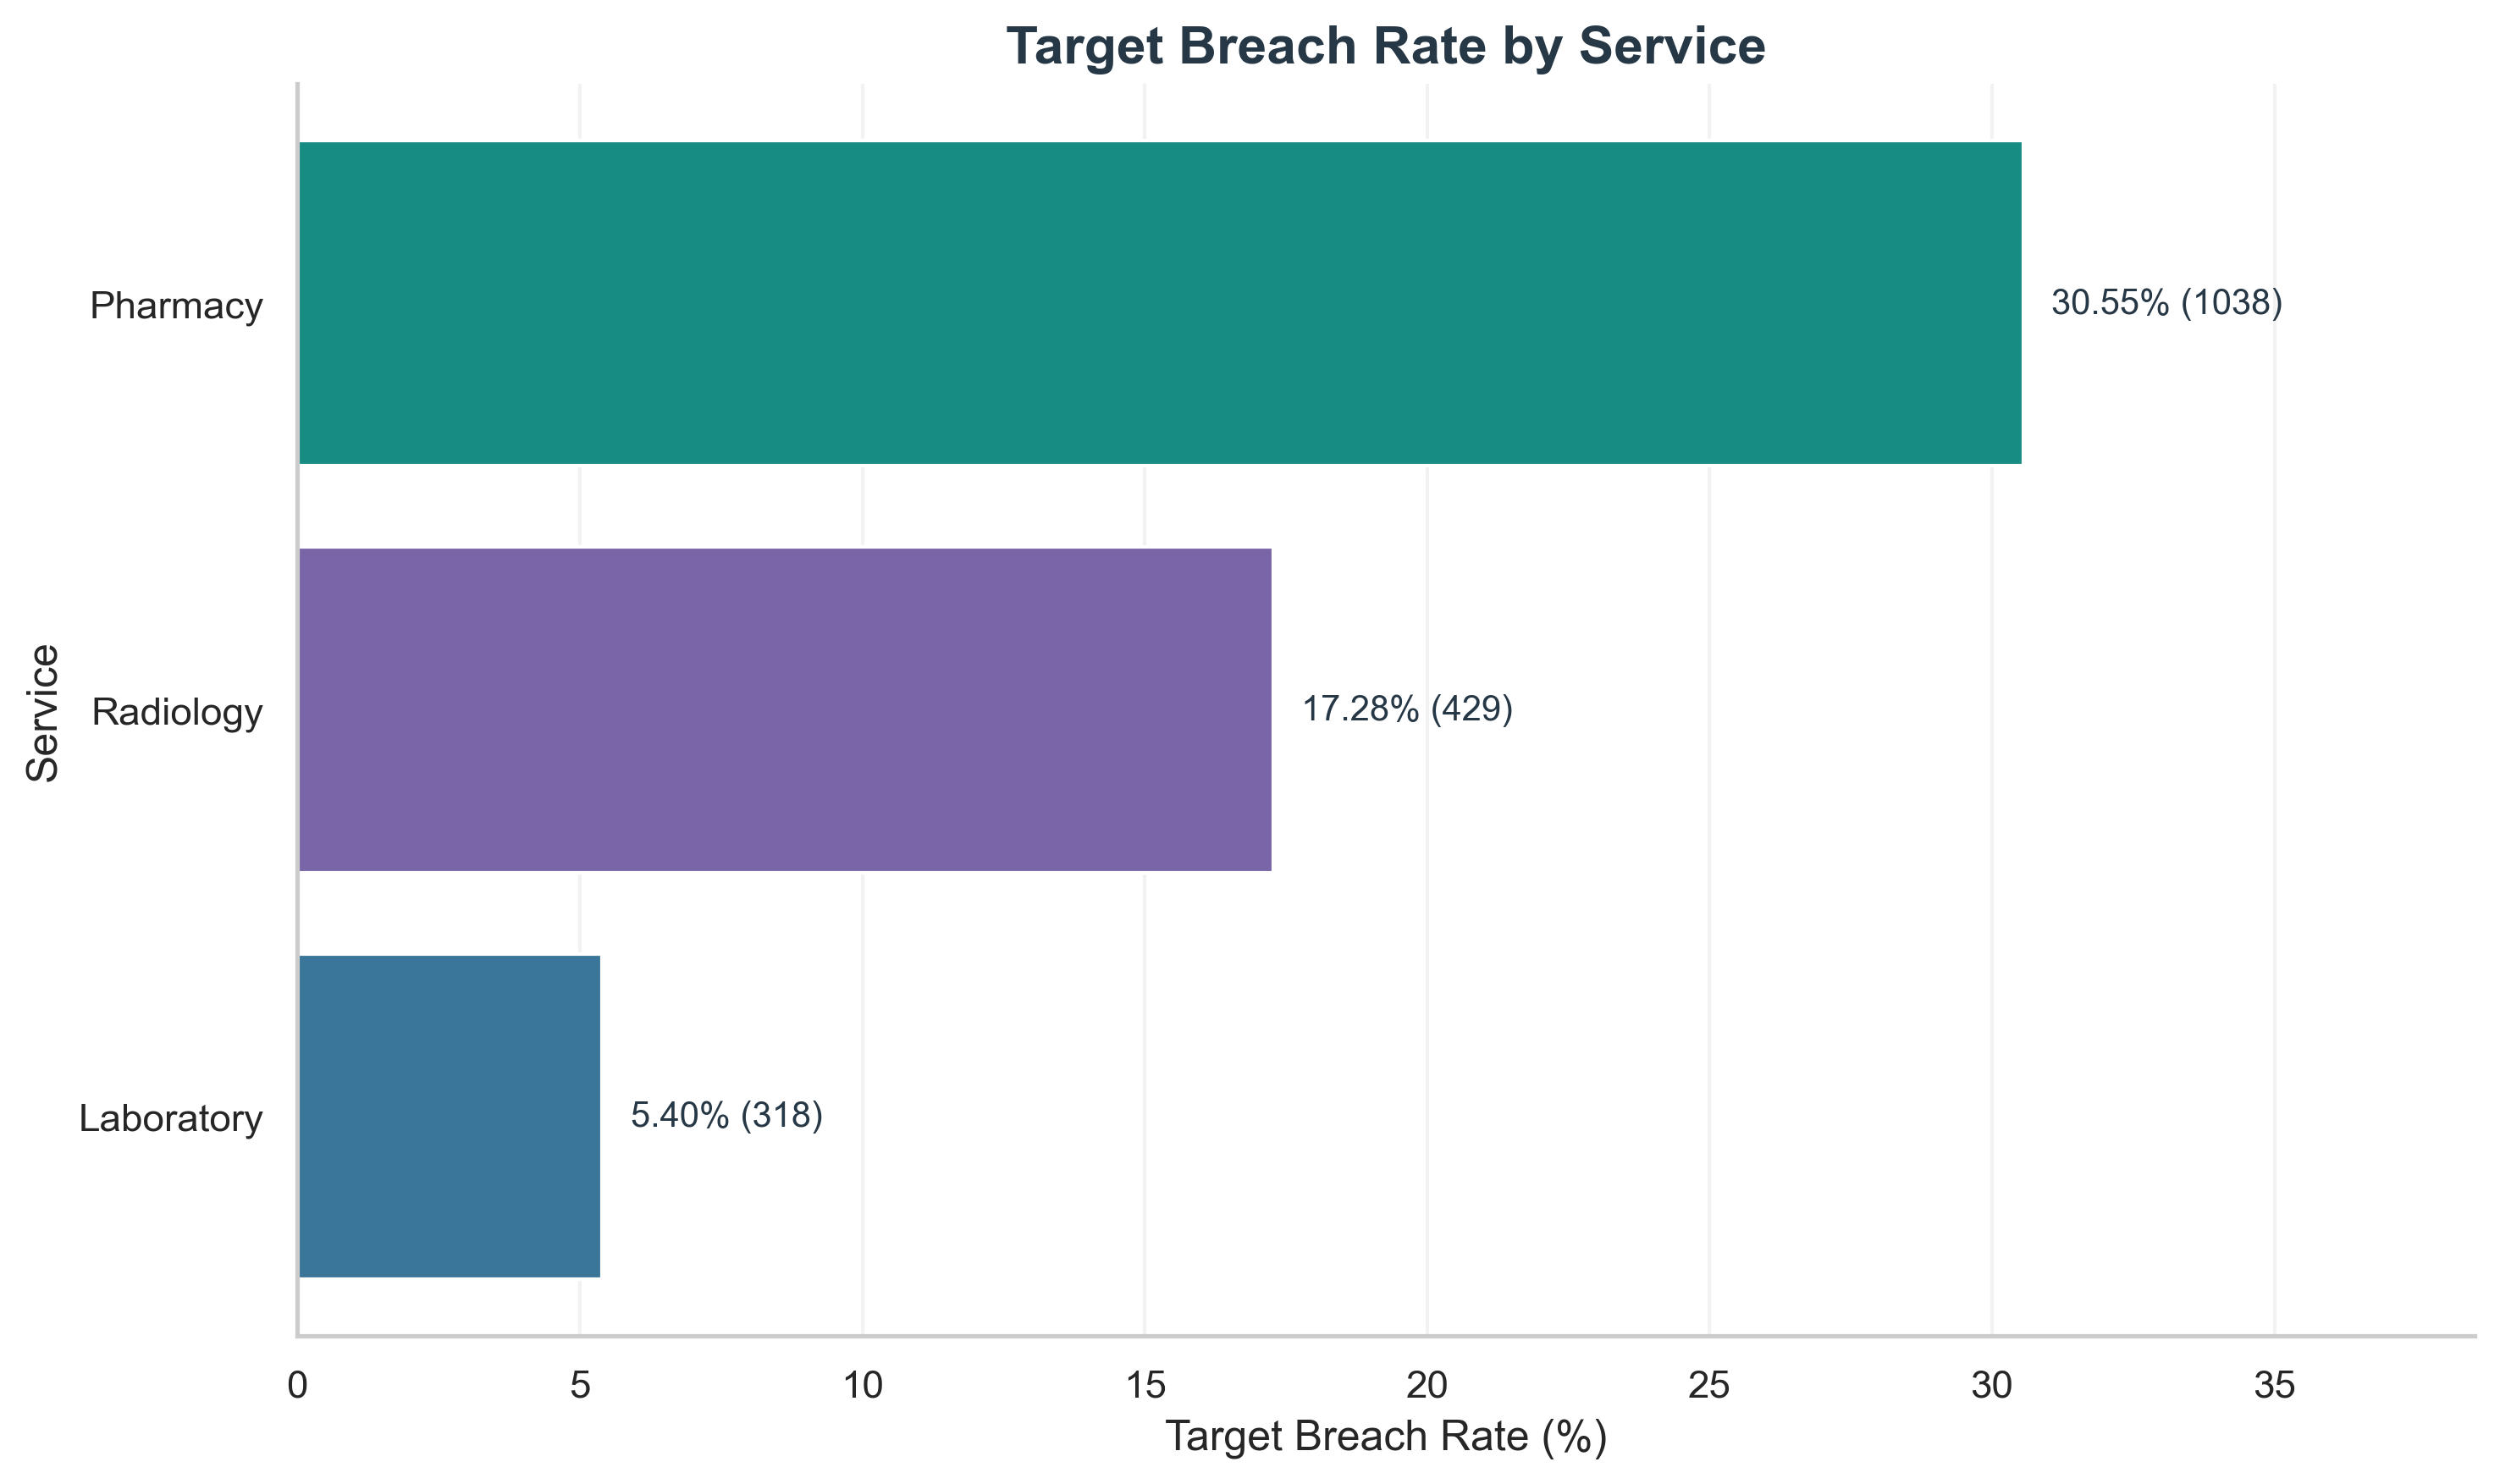 Target Breach Rate by Service
Service
Pharmacy
30.55% (1038)
Radiology
17.28% (429)
Laboratory
5.40% (318)
0 5 10 15 20 25 30 35
Target Breach Rate (%)